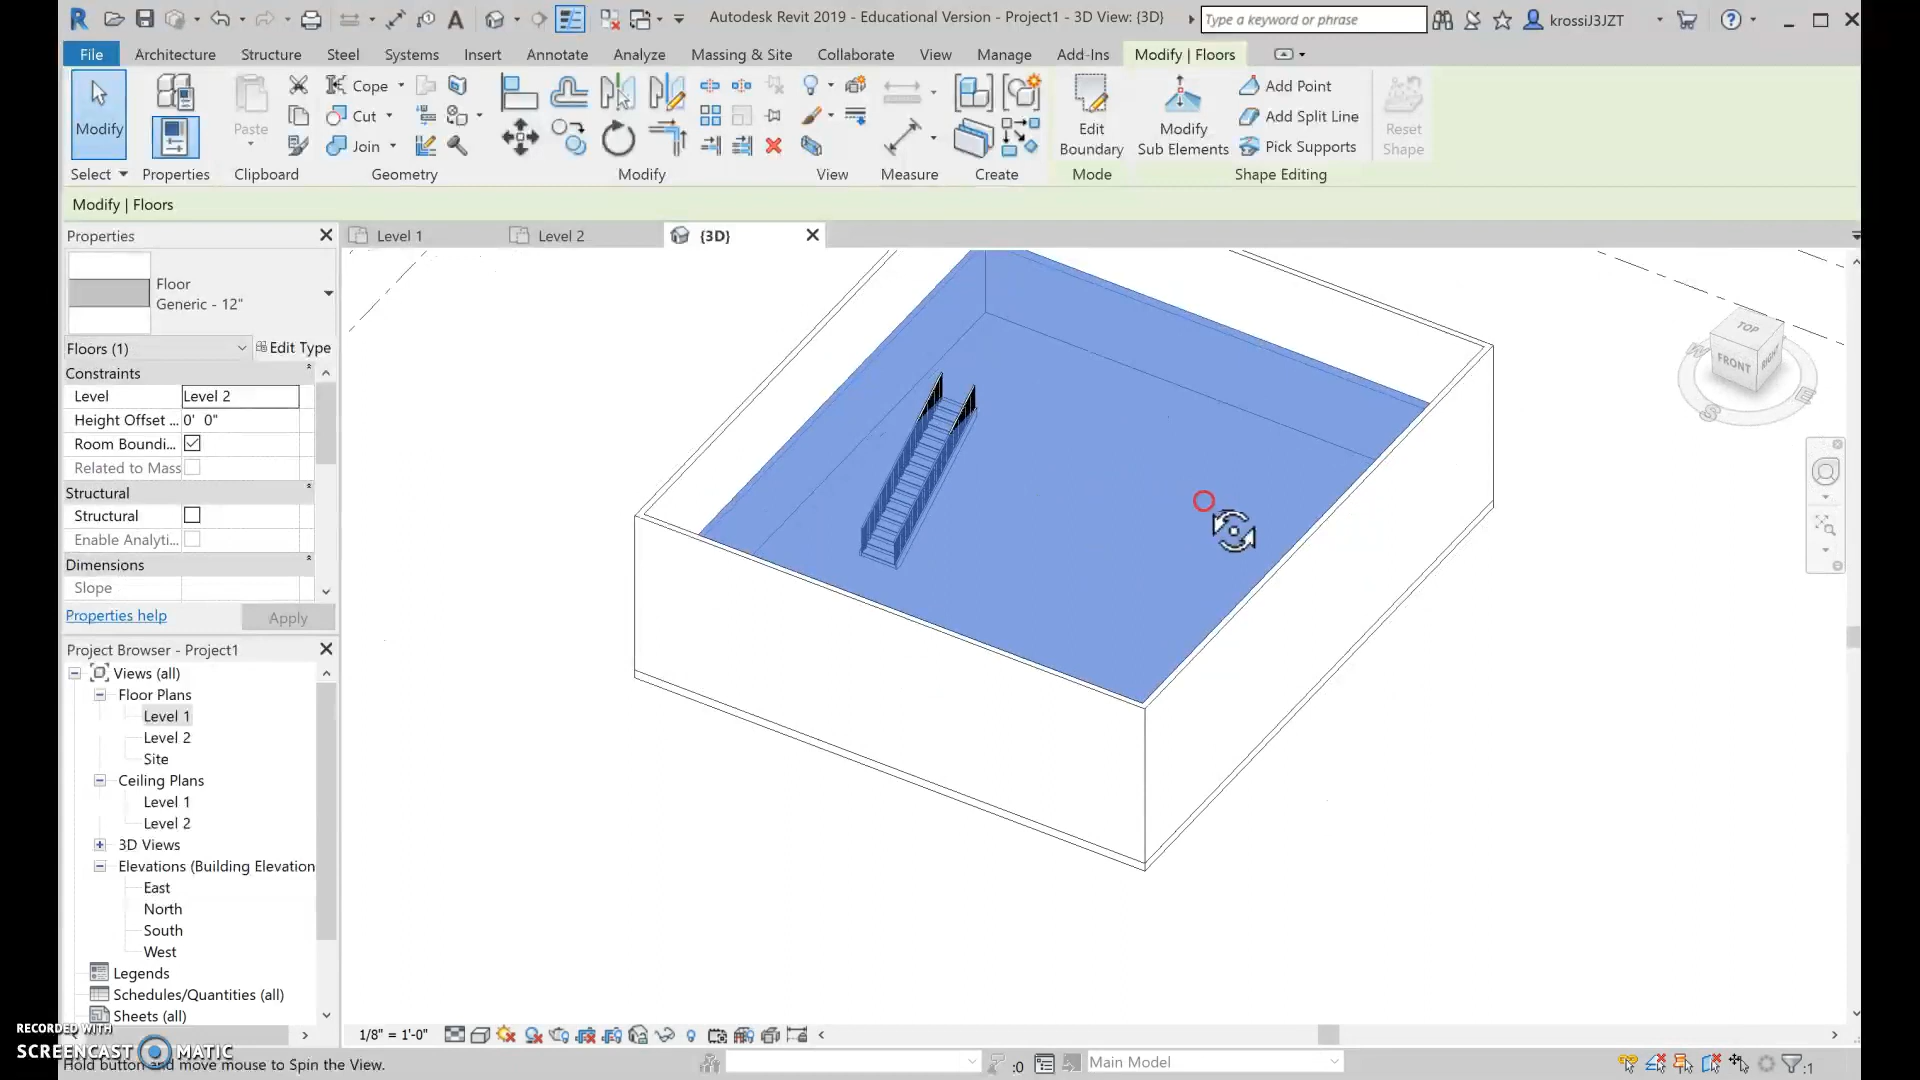 Autodesk Revit 2019 - Educational Version - Project1 - 3D View: {3D}
Type a keyword or phrase
krossiJ3JZT
File
Architecture
Structure
Steel
Systems
Insert
Annotate
Analyze
Massing & Site
Collaborate
View
Manage
Add-Ins
Modify | Floors
Modify
Paste
Cope
Cut
Join
Edit
Boundary
Modify
Sub Elements
Add Point
Add Split Line
Pick Supports
Reset
Shape
Select
Properties
Clipboard
Geometry
Modify
View
Measure
Create
Mode
Shape Editing
Modify | Floors
Properties
Level 1
Level 2
{3D}
Floor
Generic - 12"
Floors (1)
Edit Type
Constraints
Level
Level 2
Height Offset ...
0' 0"
Room Boundi...
Related to Mass
Structural
Structural
Enable Analyti...
Dimensions
Slope
Properties help
Apply
Project Browser - Project1
Views (all)
Floor Plans
Level 1
Level 2
Site
Ceiling Plans
Level 1
Level 2
3D Views
Elevations (Building Elevation
East
North
South
West
Legends
Schedules/Quantities (all)
Sheets (all)
TOP
FRONT
RIGHT
W
S
E
1/8" = 1'-0"
RECORDED WITH
SCREENCAST MATIC
Hold button and move mouse to Spin the View.
:0
Main Model
:1